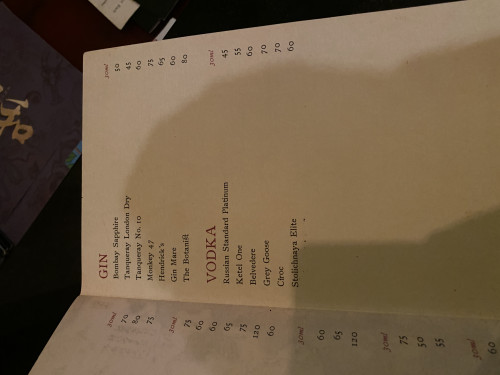 GIN 30ml
Bombay Sapphire 50
Tanqueray London Dry 45
Tanqueray No. 10 60
Monkey 47 75
Hendrick's 65
Gin Mare 60
The Botanist 80
VODKA 30ml
Russian Standard Platinum 45
Ketel One 55
Belvedere 60
Grey Goose 70
Ciroc 70
Stolichnaya Elite 60
30ml
70
80
75
30ml
75
60
60
65
75
120
60
30ml
60
65
120
30ml
75
50
55
30ml
60